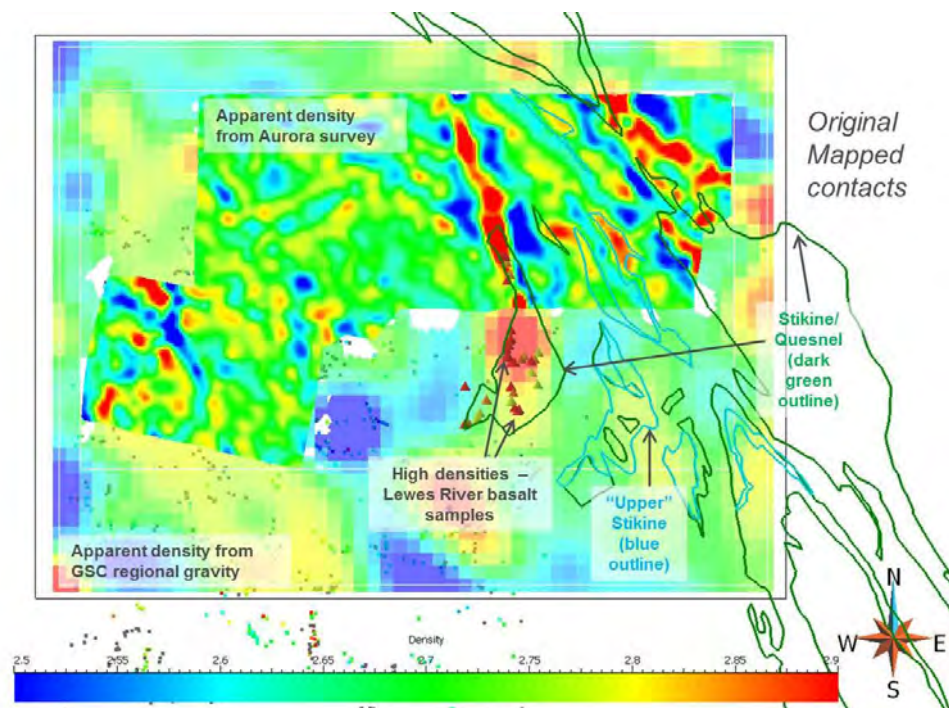 Apparent density
from Aurora survey
Original
Mapped
contacts
Stikine/
Quesnel
(dark
green
outline)
High densities –
Lewes River basalt
samples
"Upper"
Stikine
(blue
outline)
Apparent density from
GSC regional gravity
N
W E
S
Density
2.5 2.55 2.6 2.65 2.7 2.75 2.8 2.85 2.9